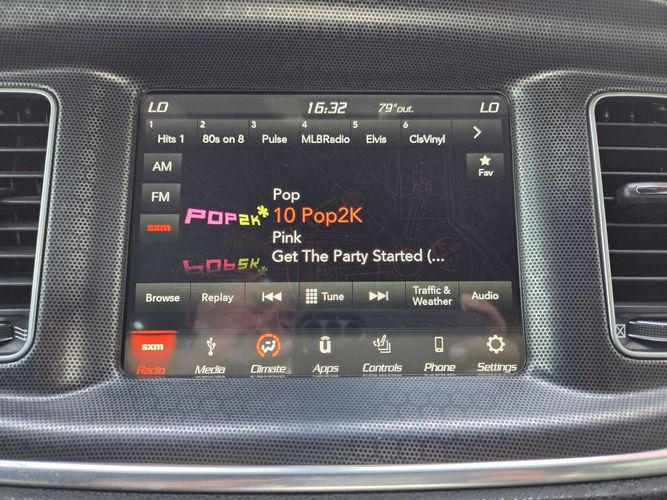 LO 16:32 79°out. LO
1 Hits 1 2 80s on 8 3 Pulse 4 MLBRadio 5 Elvis 6 ClsVinyl
AM
Fav
FM
sxm
POP2K*
Pop
10 Pop2K
Pink
Get The Party Started (...
Browse Replay Tune Traffic & Weather Audio
sxm
Radio Media Climate Apps Controls Phone Settings